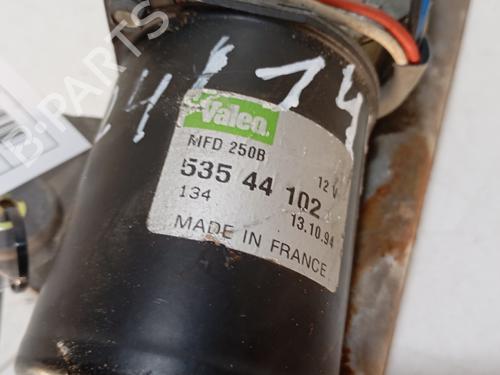 24/14
Valeo
MFD 250B
12 V
535 44 102
134
13.10.94
MADE IN FRANCE
B-PARTS